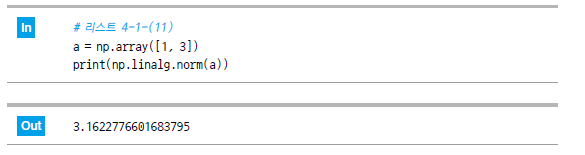 In
# 리스트 4-1-(11)
a = np.array([1, 3])
print(np.linalg.norm(a))
Out
3.1622776601683795